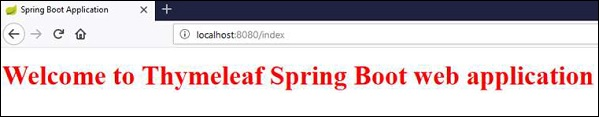 Spring Boot Application
localhost:8080/index
Welcome to Thymeleaf Spring Boot web application